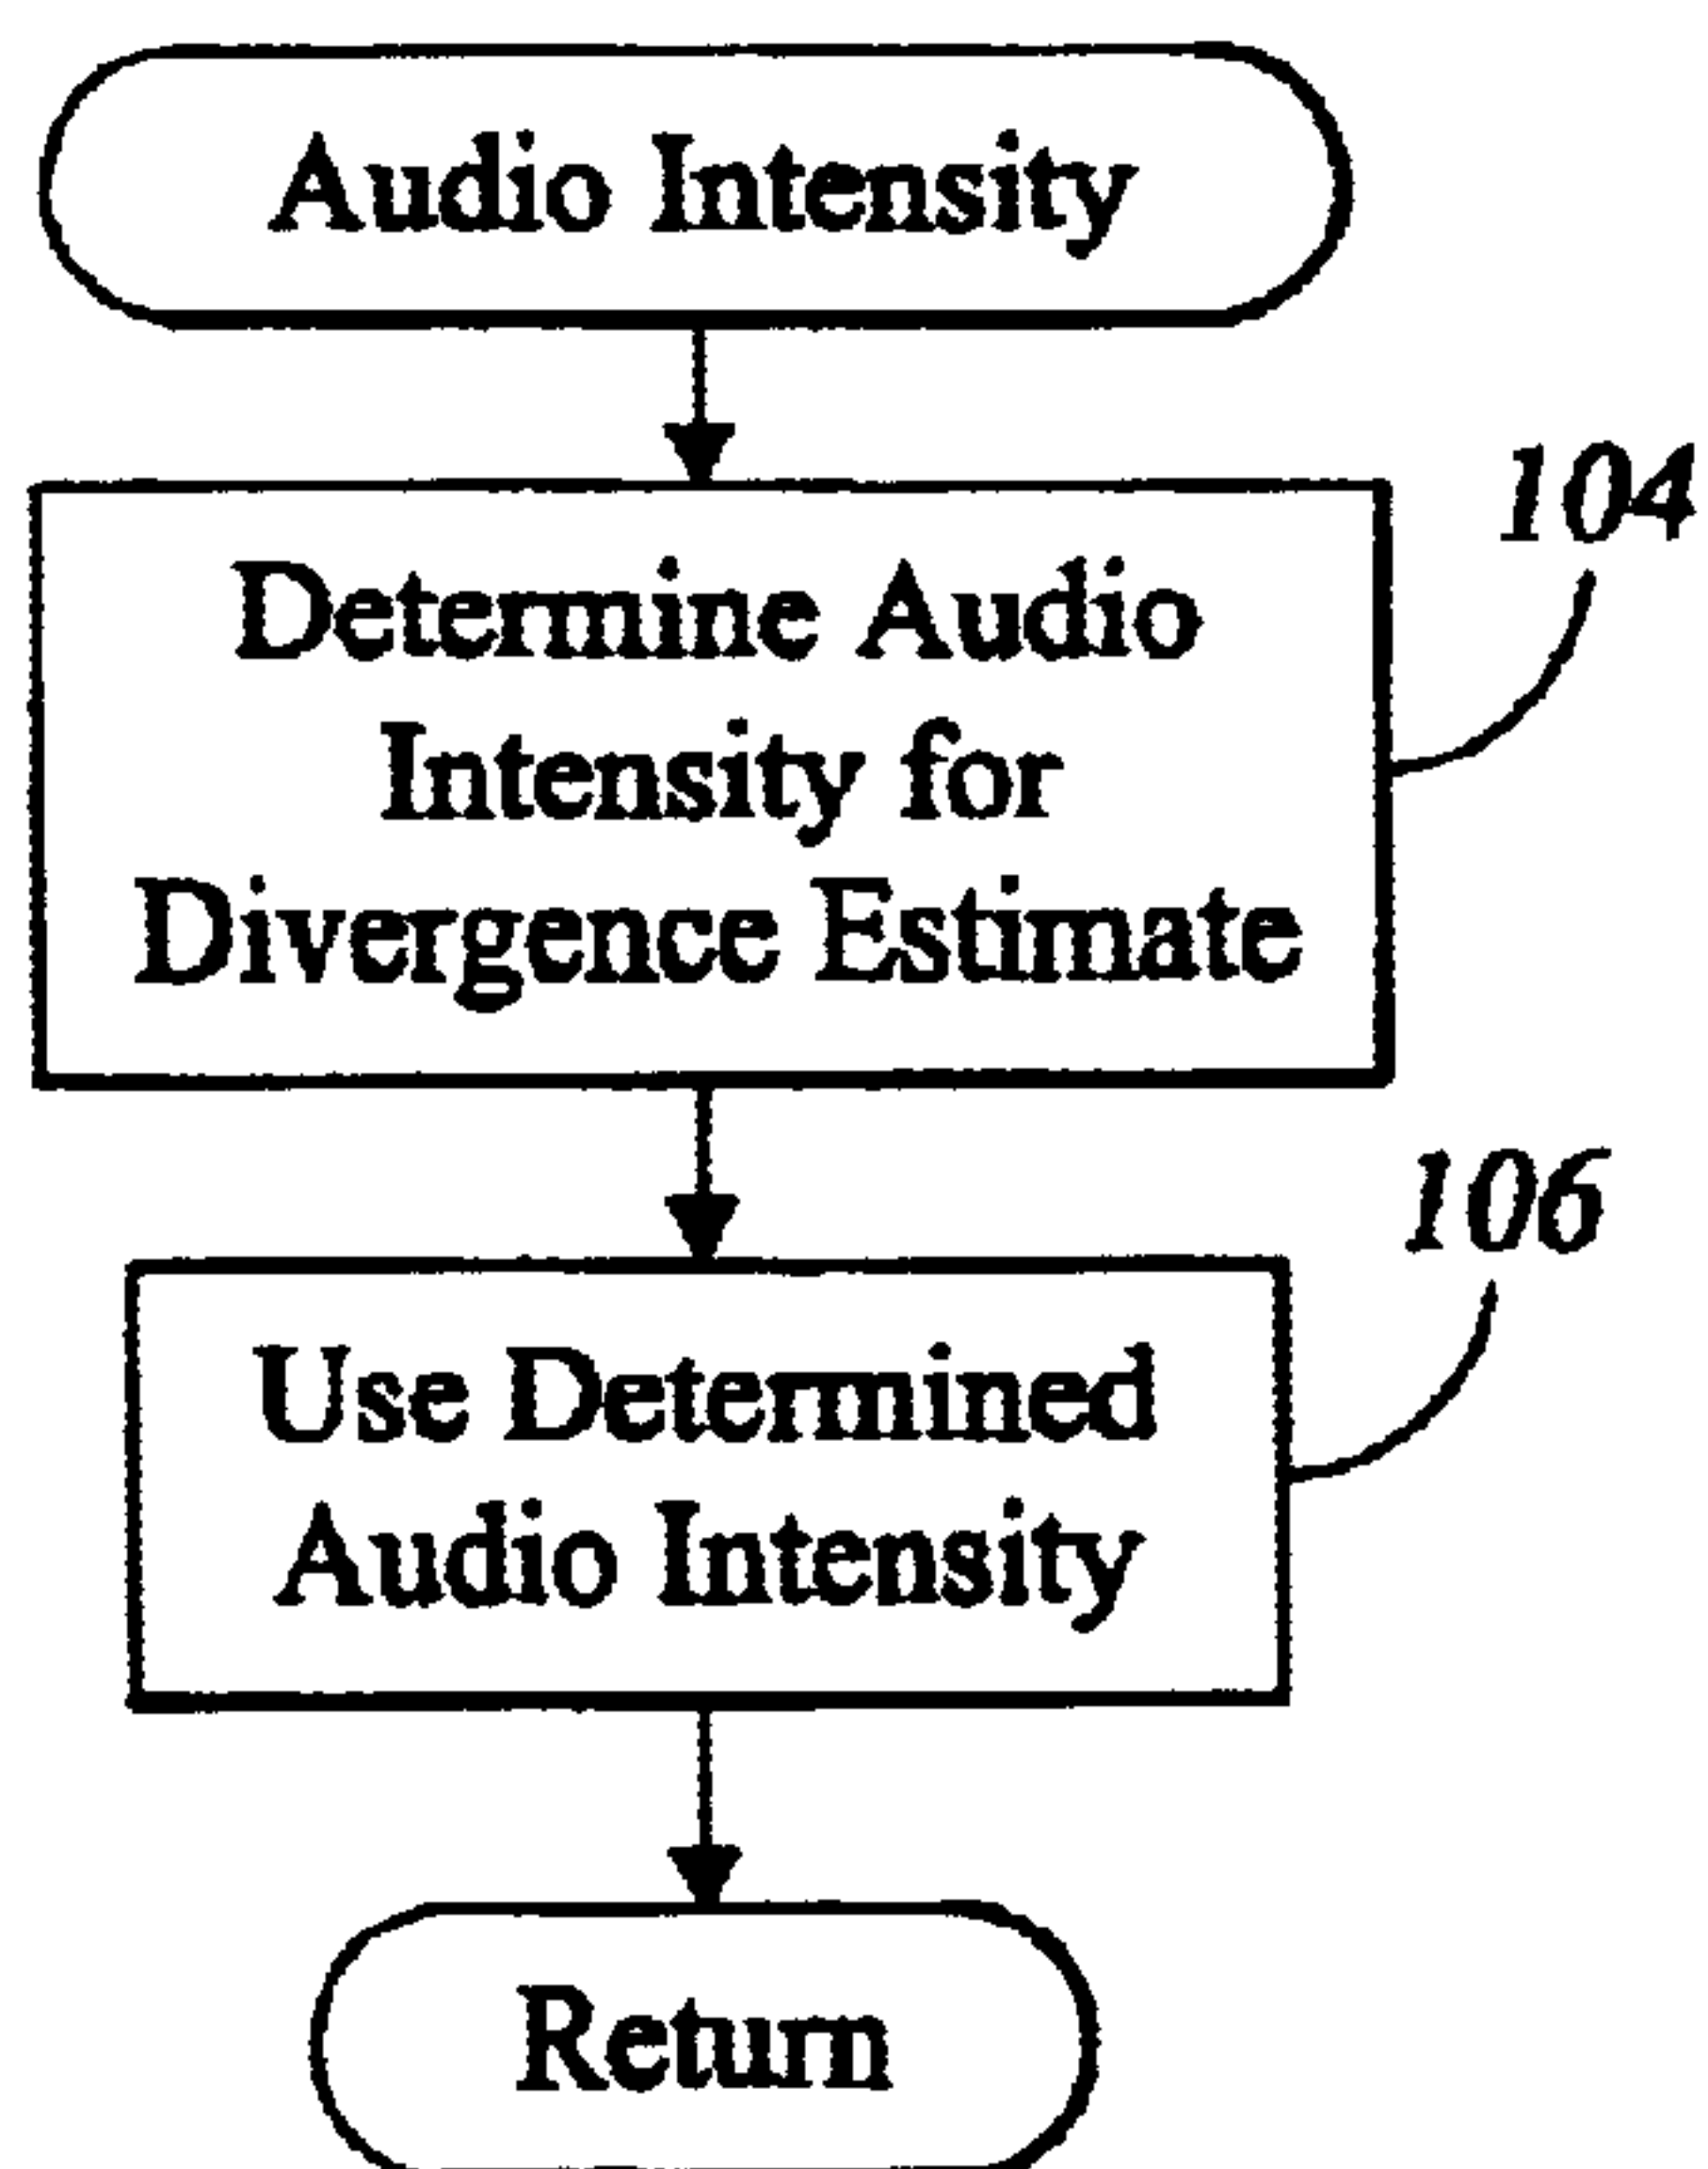 Audio Intensity
104
Determine Audio
Intensity for
Divergence Estimate
106
Use Determined
Audio Intensity
Return